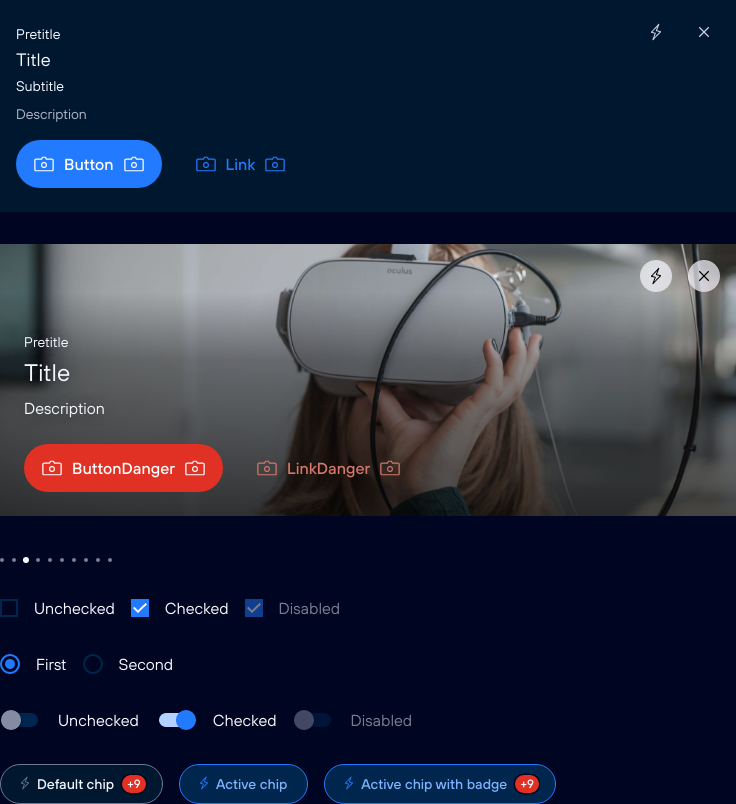 Pretitle
Title
Subtitle
Description
Button Link
oculus
Pretitle
Title
Description
ButtonDanger LinkDanger
Unchecked Checked Disabled
First Second
Unchecked Checked Disabled
Default chip +9 Active chip Active chip with badge +9